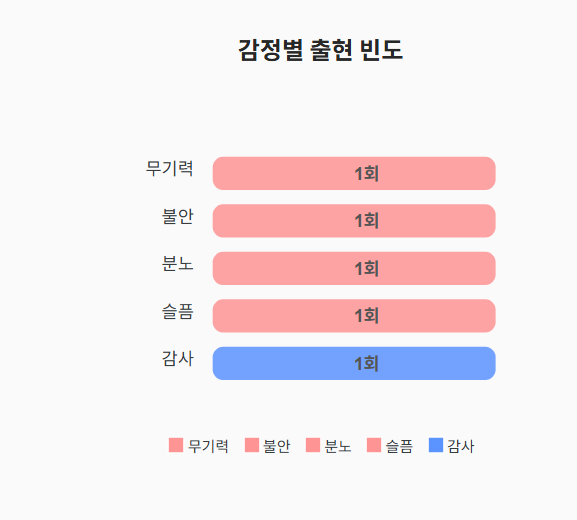 감정별 출현 빈도
무기력 1회
불안 1회
분노 1회
슬픔 1회
감사 1회
무기력 불안 분노 슬픔 감사